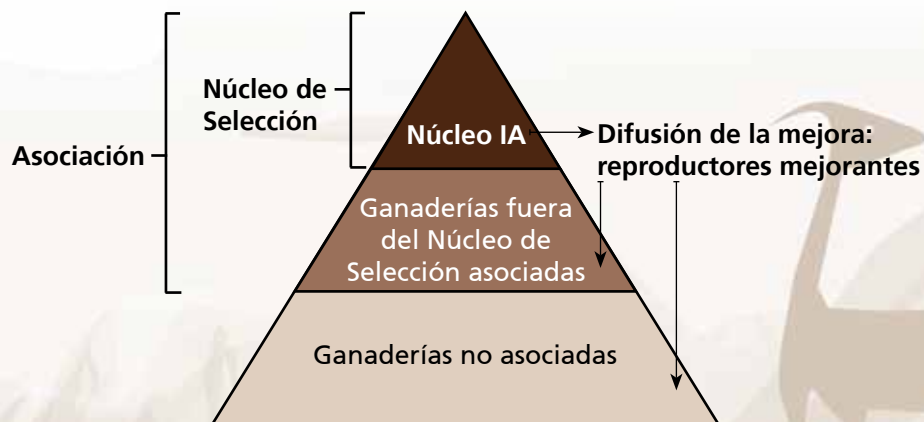 Asociación
Núcleo de
Selección
Núcleo IA
Difusión de la mejora:
reproductores mejorantes
Ganaderías fuera
del Núcleo de
Selección asociadas
Ganaderías no asociadas